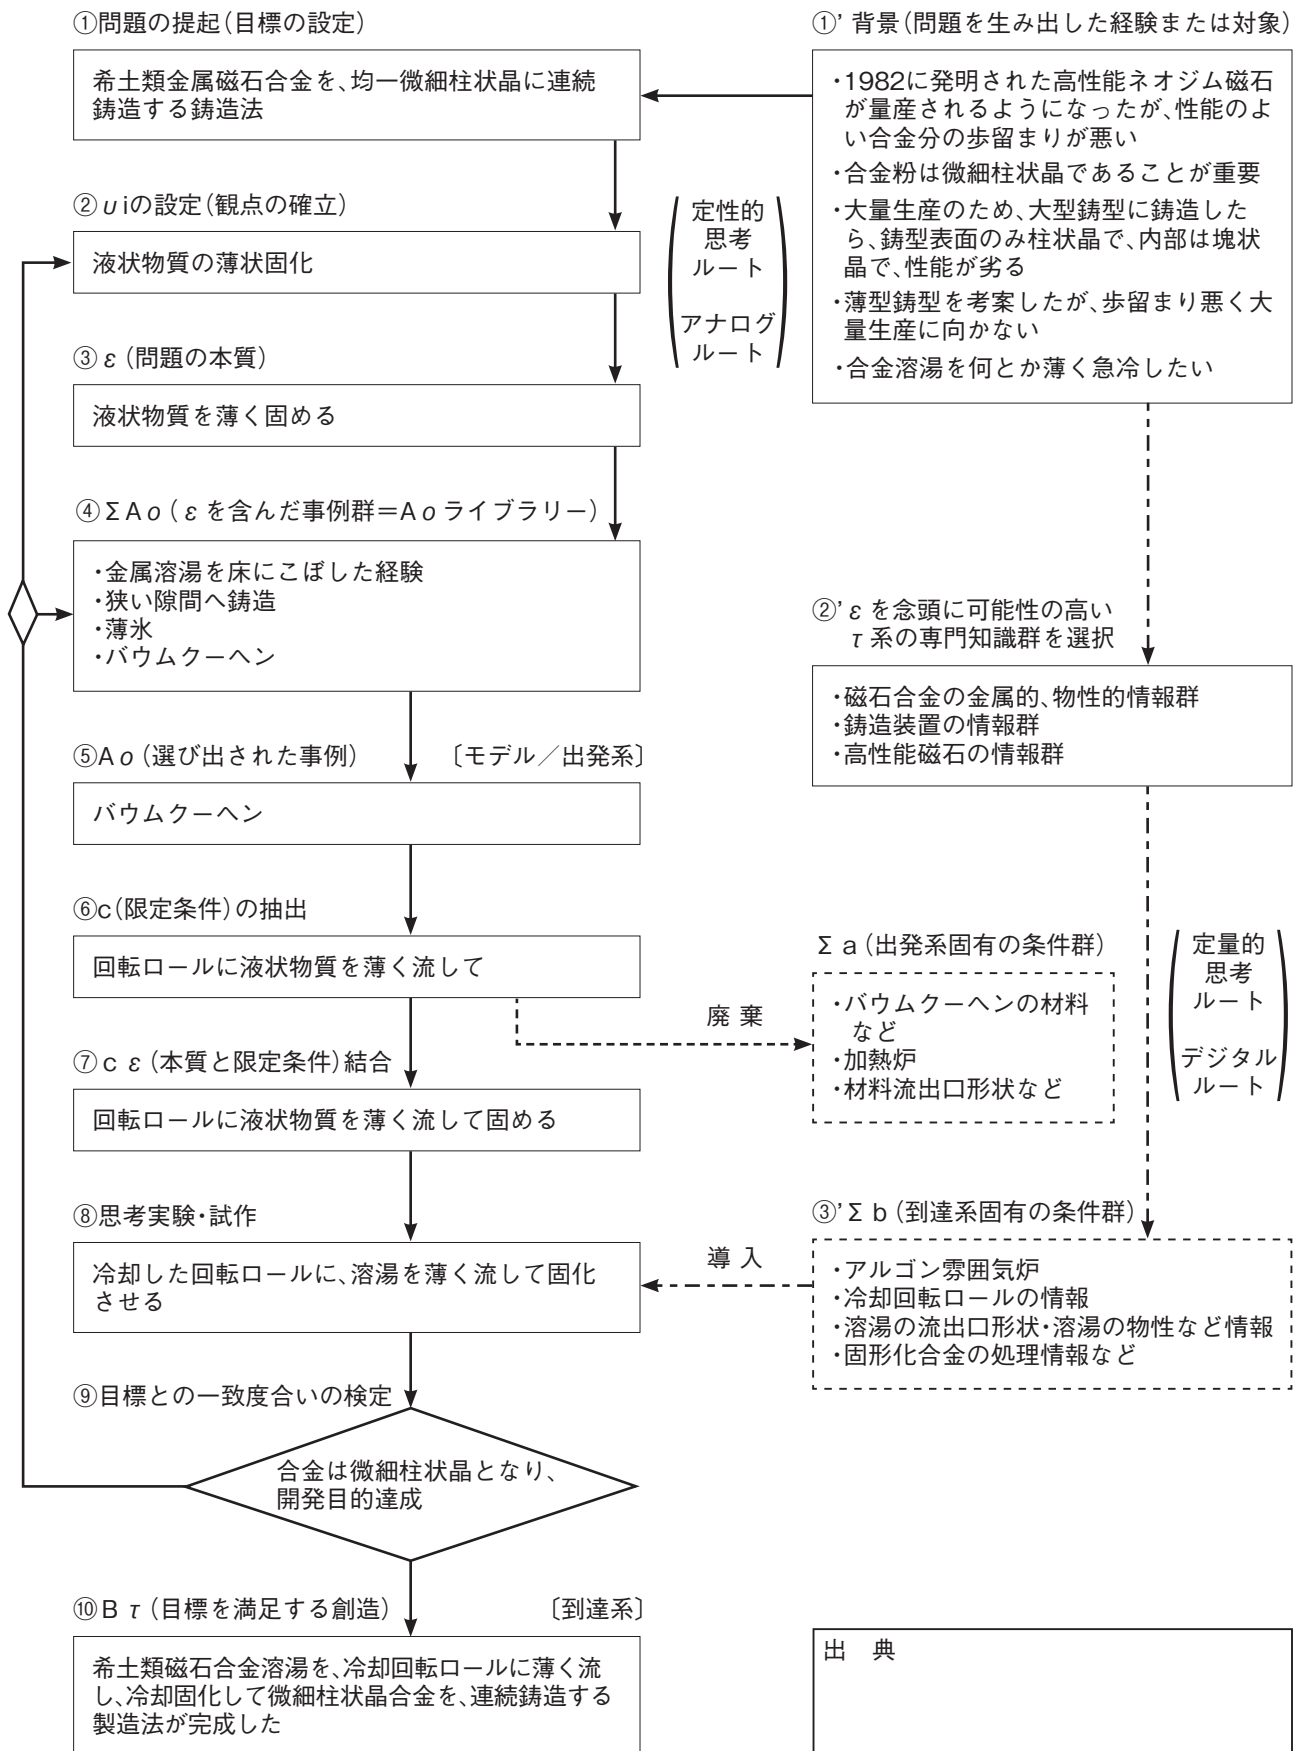 ①問題の提起(目標の設定)
希土類金属磁石合金を、均一微細柱状晶に連続
鋳造する鋳造法
②υiの設定(観点の確立)
液状物質の薄状固化
③ε(問題の本質)
液状物質を薄く固める
④ΣAο(εを含んだ事例群＝Aοライブラリー)
・金属溶湯を床にこぼした経験
・狭い隙間へ鋳造
・薄氷
・バウムクーヘン
⑤Aο(選び出された事例) 〔モデル／出発系〕
バウムクーヘン
⑥c(限定条件)の抽出
回転ロールに液状物質を薄く流して
⑦cε(本質と限定条件)結合
回転ロールに液状物質を薄く流して固める
⑧思考実験・試作
冷却した回転ロールに、溶湯を薄く流して固化
させる
⑨目標との一致度合いの検定
合金は微細柱状晶となり、
開発目的達成
⑩Bτ(目標を満足する創造) 〔到達系〕
希土類磁石合金溶湯を、冷却回転ロールに薄く流
し、冷却固化して微細柱状晶合金を、連続鋳造する
製造法が完成した
定性的
思考
ルート
アナログ
ルート
①’背景(問題を生み出した経験または対象)
・1982に発明された高性能ネオジム磁石
が量産されるようになったが、性能のよ
い合金分の歩留まりが悪い
・合金粉は微細柱状晶であることが重要
・大量生産のため、大型鋳型に鋳造した
ら、鋳型表面のみ柱状晶で、内部は塊状
晶で、性能が劣る
・薄型鋳型を考案したが、歩留まり悪く大
量生産に向かない
・合金溶湯を何とか薄く急冷したい
②’εを念頭に可能性の高い
τ系の専門知識群を選択
・磁石合金の金属的、物性的情報群
・鋳造装置の情報群
・高性能磁石の情報群
Σa(出発系固有の条件群)
廃棄
・バウムクーヘンの材料
など
・加熱炉
・材料流出口形状など
定量的
思考
ルート
デジタル
ルート
③’Σb(到達系固有の条件群)
導入
・アルゴン雰囲気炉
・冷却回転ロールの情報
・溶湯の流出口形状・溶湯の物性など情報
・固形化合金の処理情報など
出典